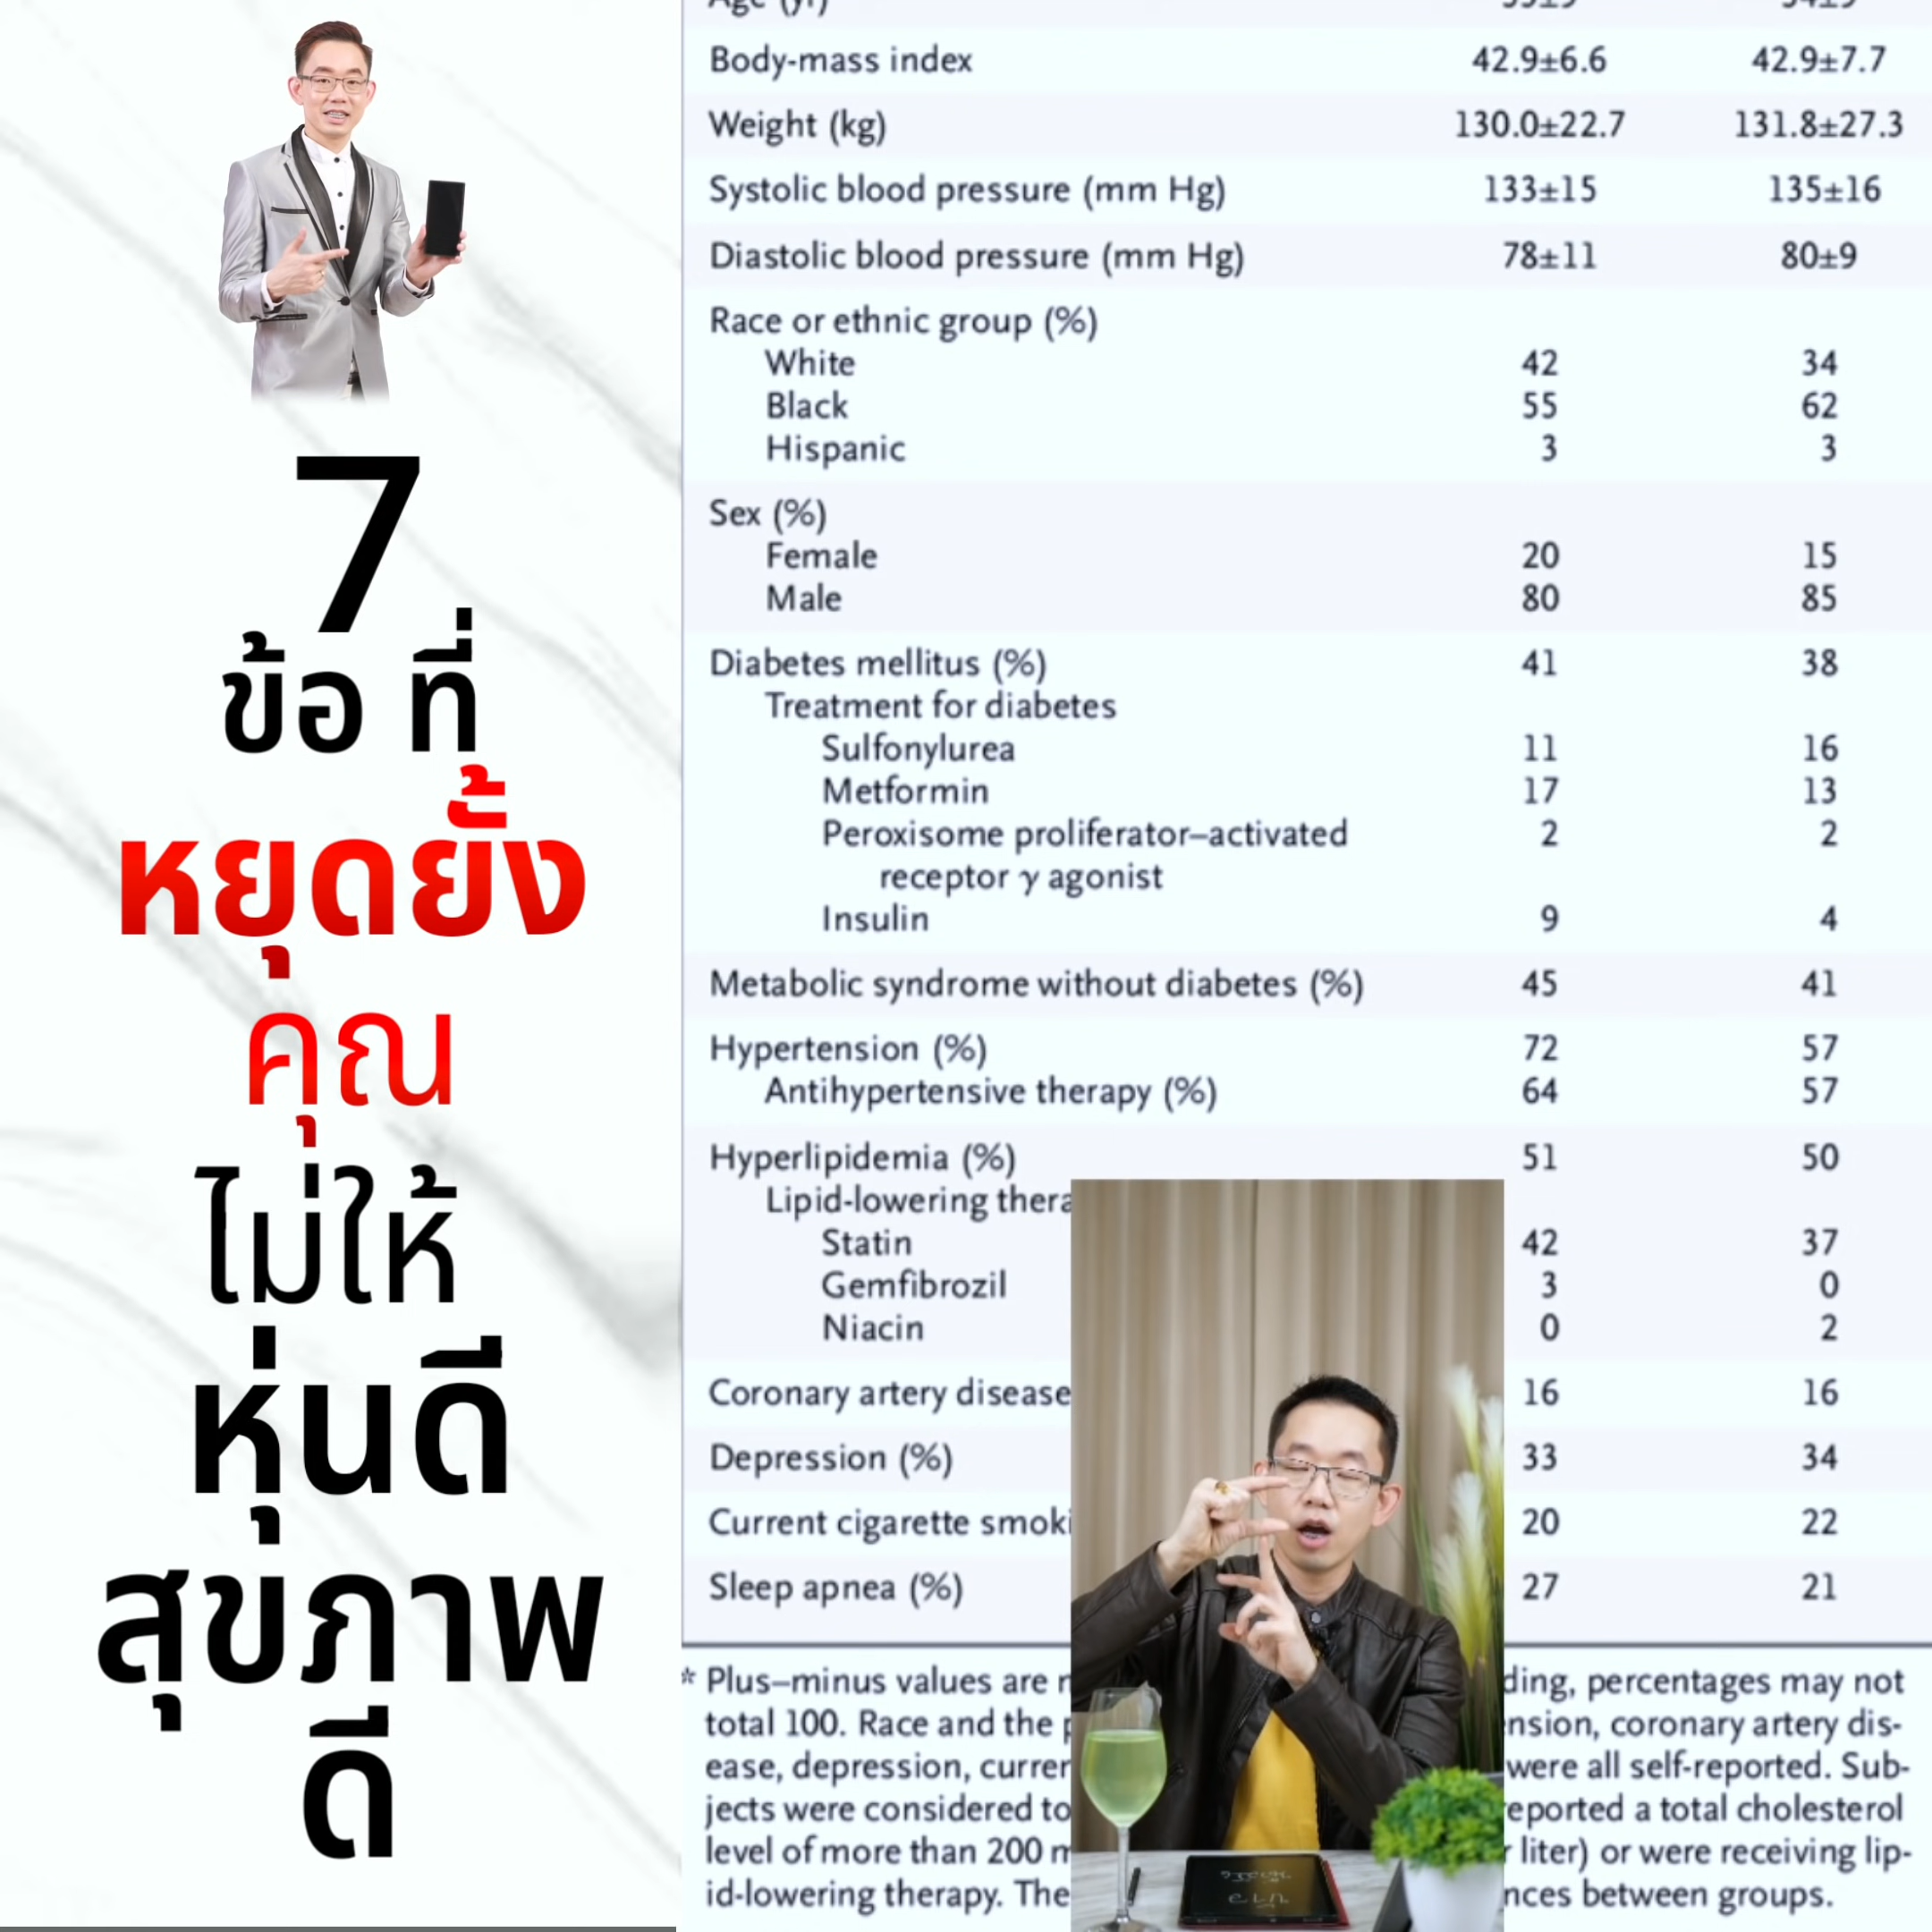 7
ข้อ ที่
หยุดยั้ง
คุณ
ไม่ให้
หุ่นดี
สุขภาพ
ดี
Age (yr)
Body-mass index 42.9±6.6 42.9±7.7
Weight (kg) 130.0±22.7 131.8±27.3
Systolic blood pressure (mm Hg) 133±15 135±16
Diastolic blood pressure (mm Hg) 78±11 80±9
Race or ethnic group (%)
White 42 34
Black 55 62
Hispanic 3 3
Sex (%)
Female 20 15
Male 80 85
Diabetes mellitus (%) 41 38
Treatment for diabetes
Sulfonylurea 11 16
Metformin 17 13
Peroxisome proliferator–activated 2 2
receptor γ agonist
Insulin 9 4
Metabolic syndrome without diabetes (%) 45 41
Hypertension (%) 72 57
Antihypertensive therapy (%) 64 57
Hyperlipidemia (%) 51 50
Lipid-lowering thera
Statin 42 37
Gemfibrozil 3 0
Niacin 0 2
Coronary artery disease 16 16
Depression (%) 33 34
Current cigarette smoki 20 22
Sleep apnea (%) 27 21
* Plus–minus values are ding, percentages may not
total 100. Race and the ension, coronary artery dis-
ease, depression, curren were all self-reported. Sub-
jects were considered to reported a total cholesterol
level of more than 200 liter) or were receiving lip-
id-lowering therapy. The nces between groups.